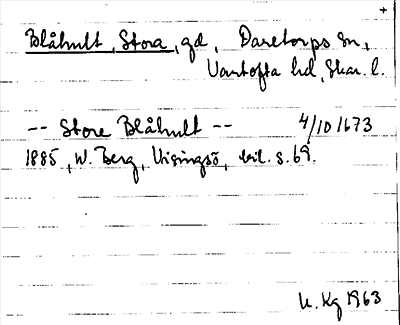 +
Blåhult, Stora, gd, Daretorps sn,
Vartofta hd, Skar. l.
-- Store Blåhult -- 4/10 1673
1885, W. Berg, Visingsö, bil. s. 69.
U. Kg 1963